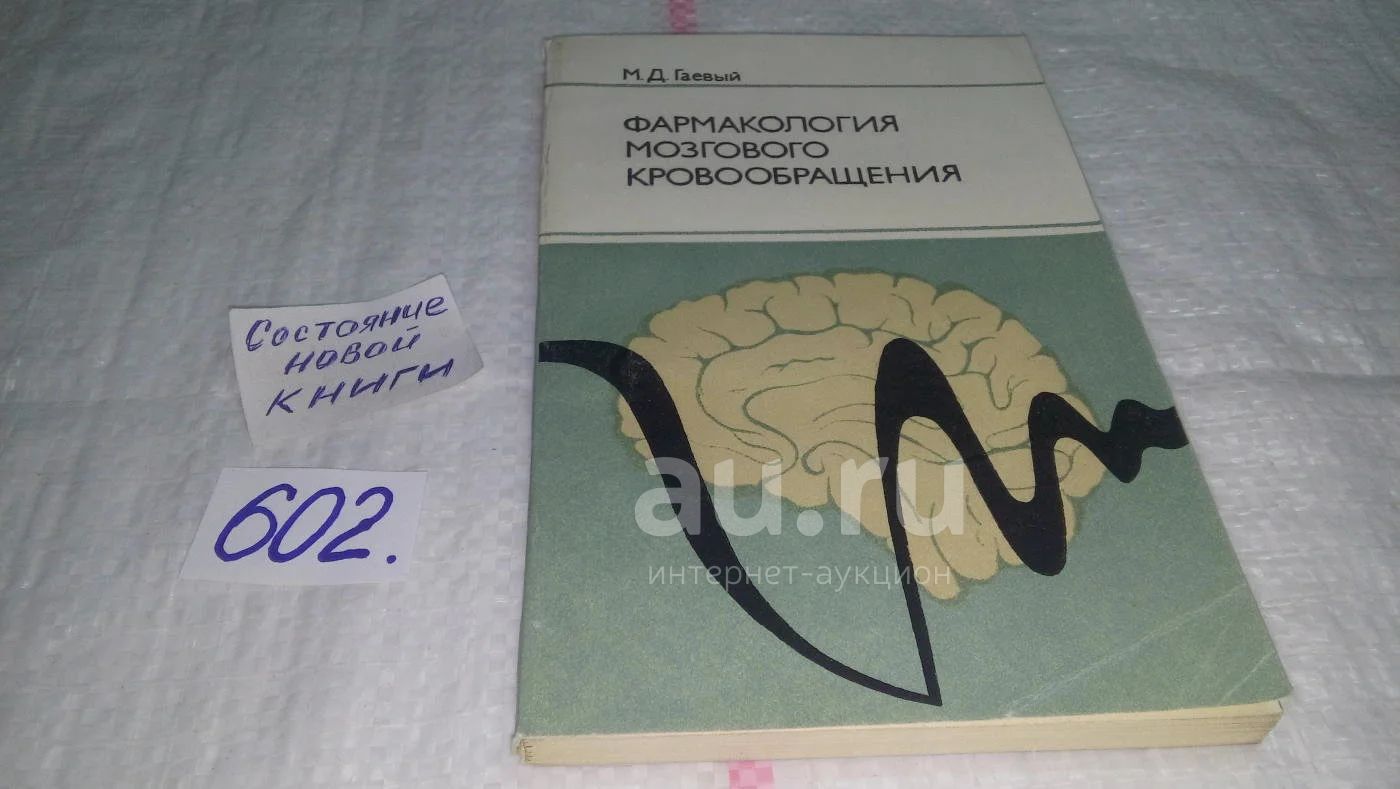 М.Д. Гаевый
ФАРМАКОЛОГИЯ
МОЗГОВОГО
КРОВООБРАЩЕНИЯ
Состояние
новой
книги
602.
au.ru
интернет-аукцион